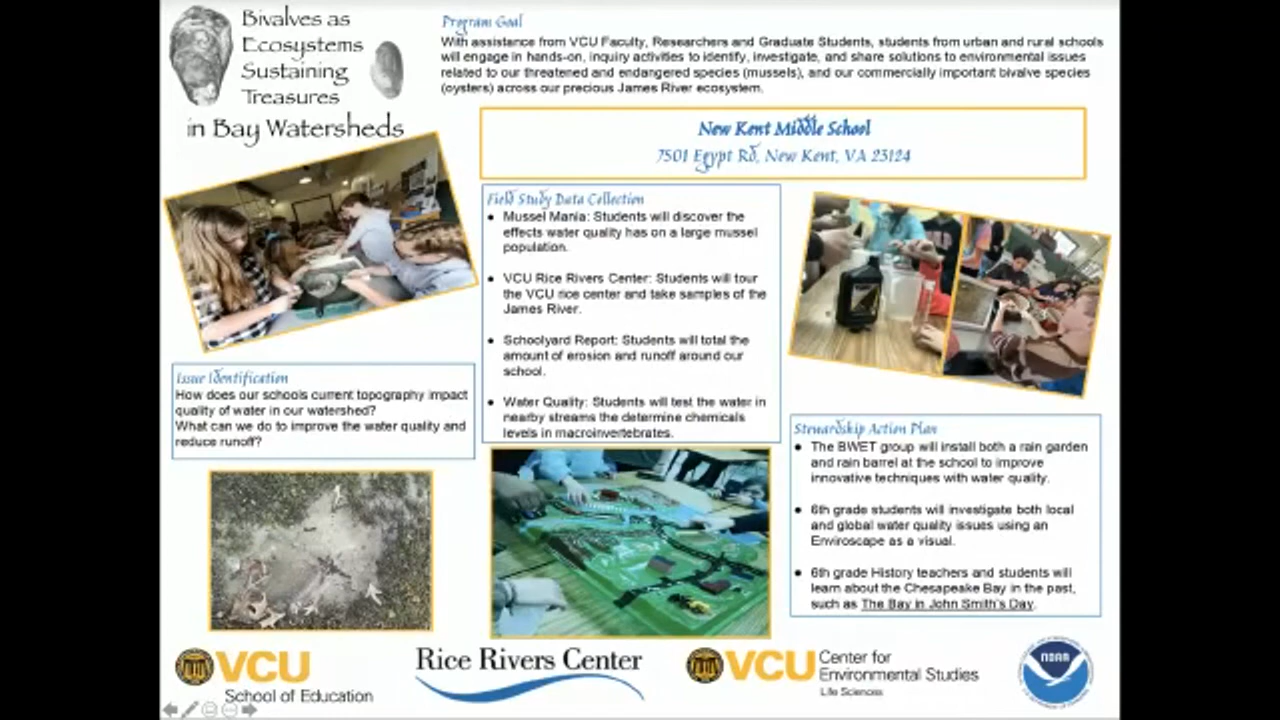 Bivalves as
Ecosystems
Sustaining
Treasures
in Bay Watersheds
Program Goal
With assistance from VCU Faculty, Researchers and Graduate Students, students from urban and rural schools
will engage in hands-on, inquiry activities to identify, investigate, and share solutions to environmental issues
related to our threatened and endangered species (mussels), and our commercially important bivalve species
(oysters) across our precious James River ecosystem.
New Kent Middle School
7501 Egypt Rd, New Kent, VA 23124
Field Study Data Collection
• Mussel Mania: Students will discover the
effects water quality has on a large mussel
population.
• VCU Rice Rivers Center: Students will tour
the VCU rice center and take samples of the
James River.
• Schoolyard Report: Students will total the
amount of erosion and runoff around our
school.
• Water Quality: Students will test the water in
nearby streams the determine chemicals
levels in macroinvertebrates.
Issue Identification
How does our schools current topography impact
quality of water in our watershed?
What can we do to improve the water quality and
reduce runoff?
Stewardship Action Plan
• The BWET group will install both a rain garden
and rain barrel at the school to improve
innovative techniques with water quality.
• 6th grade students will investigate both local
and global water quality issues using an
Enviroscape as a visual.
• 6th grade History teachers and students will
learn about the Chesapeake Bay in the past,
such as The Bay in John Smith's Day.
VCU
School of Education
Rice Rivers Center
VCU
Center for
Environmental Studies
Life Sciences
NOAA